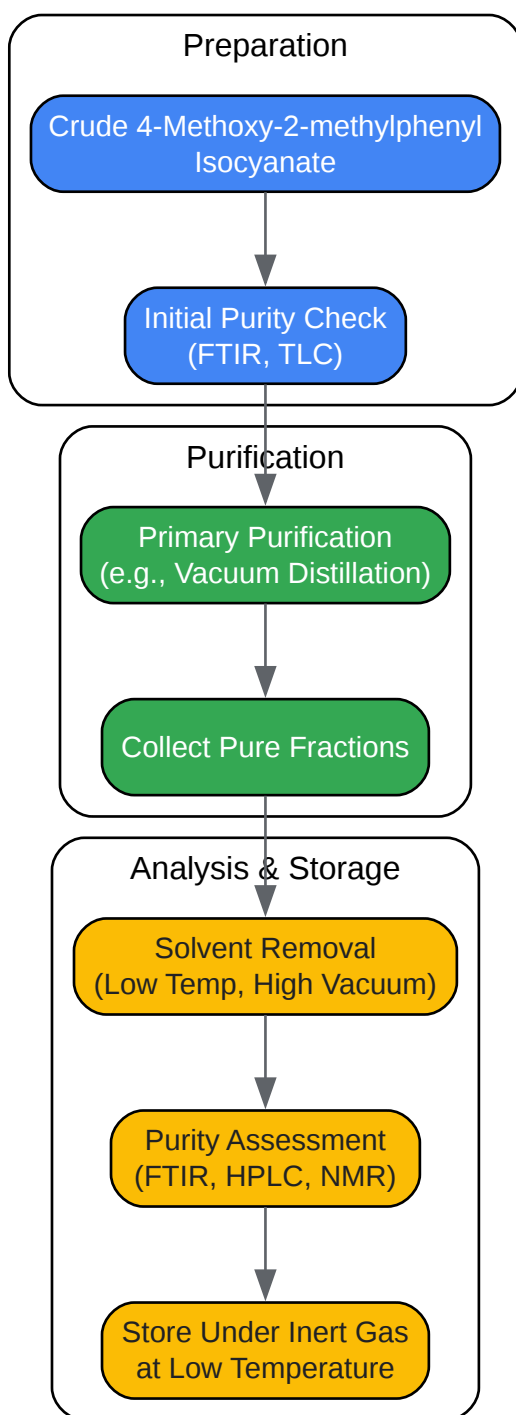 Preparation
Crude 4-Methoxy-2-methylphenyl
Isocyanate
Initial Purity Check
(FTIR, TLC)
Purification
Primary Purification
(e.g., Vacuum Distillation)
Collect Pure Fractions
Analysis & Storage
Solvent Removal
(Low Temp, High Vacuum)
Purity Assessment
(FTIR, HPLC, NMR)
Store Under Inert Gas
at Low Temperature